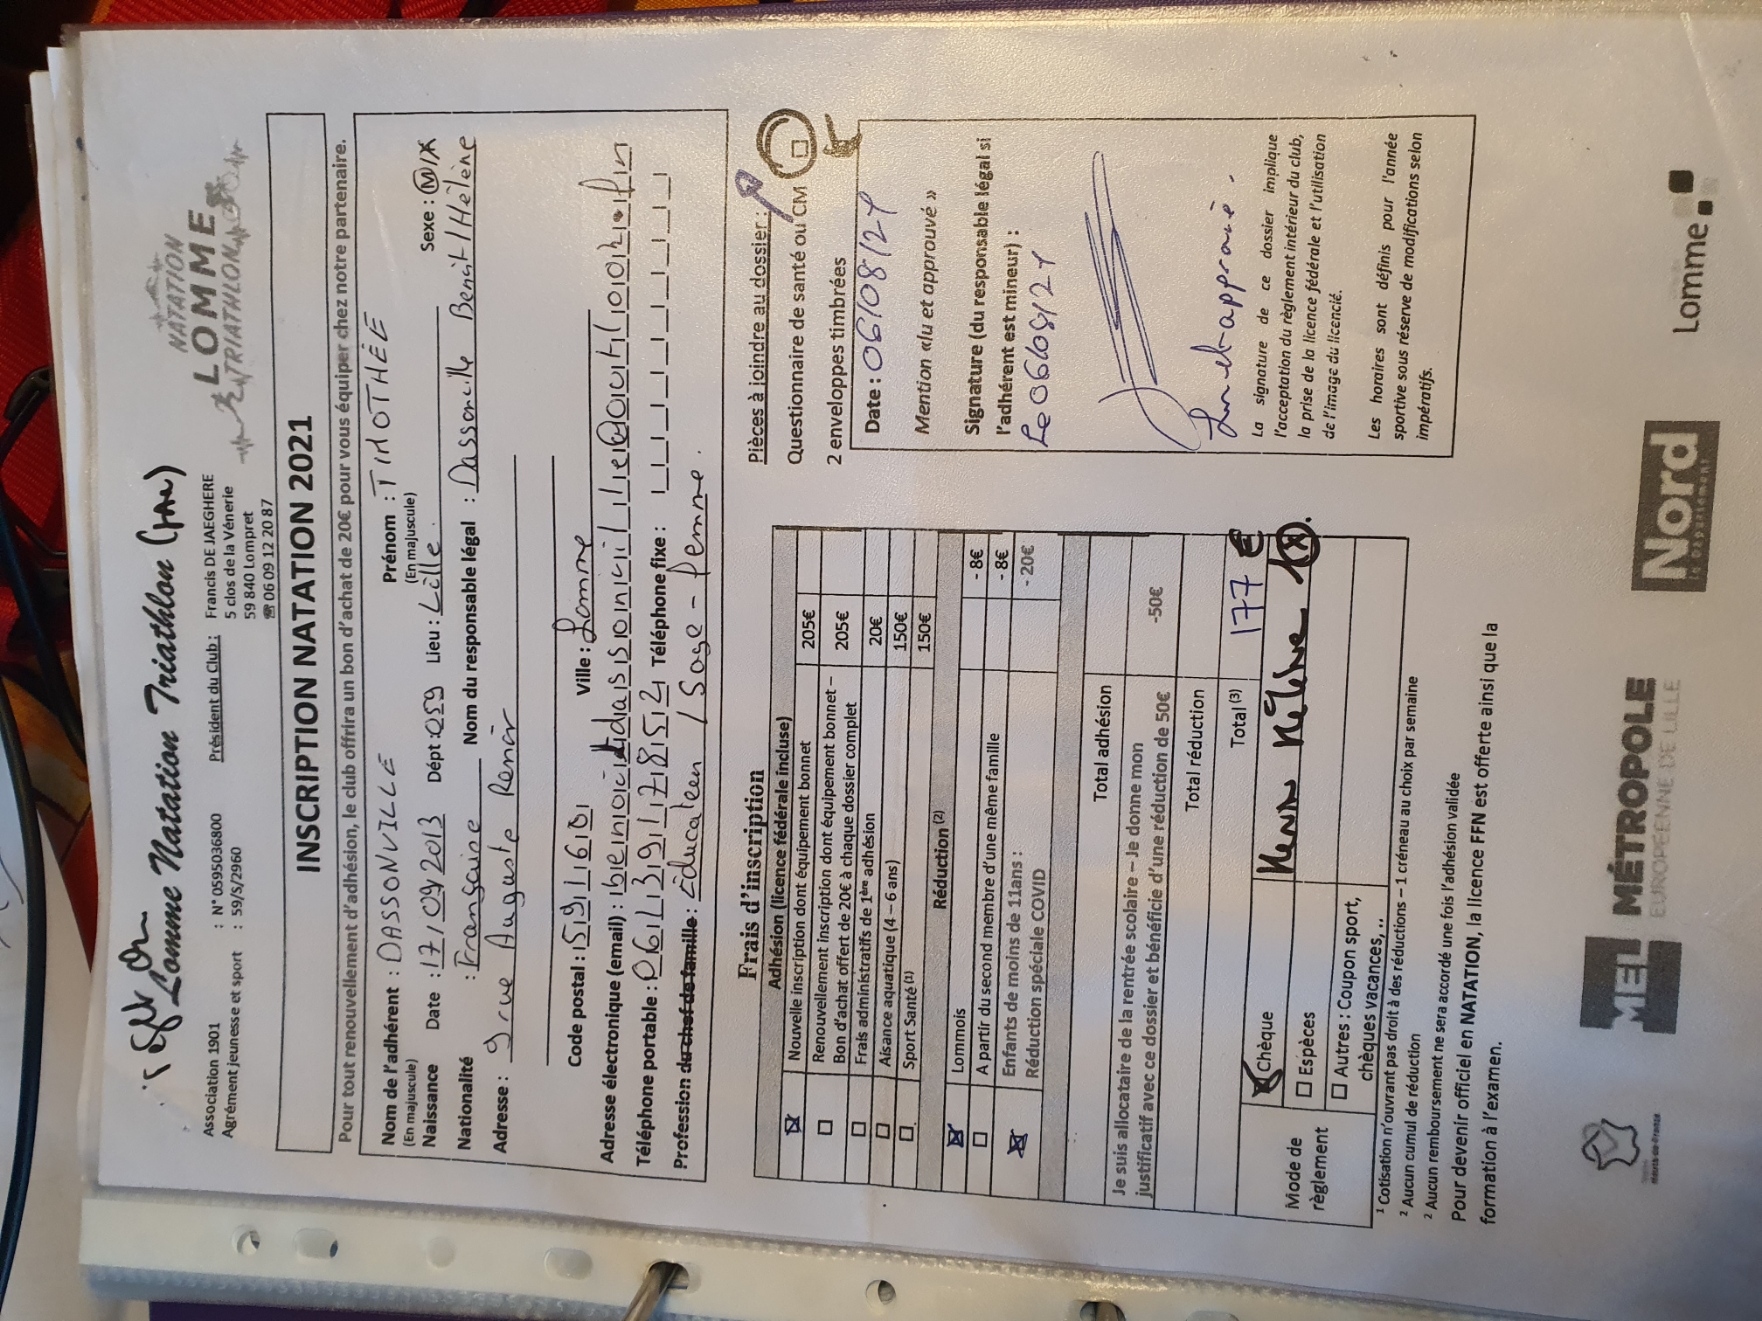 Lomme Natation Triathlon
NATATION
LOMME
TRIATHLON
Association 1901 : N° 0595036800
Agrément jeunesse et sport : 59/S/2960
Président du Club : Francis DE JAEGHERE
5 clos de la Vénerie
59 840 Lompret
☎ 06 09 12 20 87
INSCRIPTION NATATION 2021
Pour tout renouvellement d'adhésion, le club offrira un bon d'achat de 20€ pour vous équiper chez notre partenaire.
Nom de l'adhérent : DASSONVILLE Prénom : TIMOTHÉE
(En majuscule) (En majuscule)
Naissance Date : 17/09/2013 Dépt : 059 Lieu : Lille Sexe : M/X
Nationalité : Française Nom du responsable légal : Dassonville Benoit/Hélène
Adresse : 9 rue Auguste Renoir
Code postal : 59160 Ville : Lomme
Adresse électronique (email) :
Téléphone portable : Téléphone fixe :
Profession du chef de famille : Educateur / Sage-femme.
Frais d'inscription
Adhésion (licence fédérale incluse)
☒ Nouvelle inscription dont équipement bonnet 205€
☐ Renouvellement inscription dont équipement bonnet –
Bon d'achat offert de 20€ à chaque dossier complet 205€
☐ Frais administratifs de 1ère adhésion 20€
☐ Aisance aquatique (4 – 6 ans) 150€
☐ Sport Santé (1) 150€
Réduction (2)
☒ Lommois - 8€
☐ A partir du second membre d'une même famille - 8€
☒ Enfants de moins de 11ans : - 20€
Réduction spéciale COVID
Total adhésion
Je suis allocataire de la rentrée scolaire – Je donne mon
justificatif avec ce dossier et bénéficie d'une réduction de 50€ -50€
Total réduction
Total (3) 177 €
Mode de
règlement
☒ Chèque
☐ Espèces
☐ Autres : Coupon sport,
chèques vacances, ..
Pièces à joindre au dossier :
Questionnaire de santé ou CM ☐
2 enveloppes timbrées
Date : 06/08/21
Mention «lu et approuvé »
Signature (du responsable légal si
l'adhérent est mineur) :
Le 06/08/21
Lu et approuvé.
La signature de ce dossier implique
l'acceptation du règlement intérieur du club,
la prise de la licence fédérale et l'utilisation
de l'image du licencié.
Les horaires sont définis pour l'année
sportive sous réserve de modifications selon
impératifs.
1 Cotisation n'ouvrant pas droit à des réductions – 1 créneau au choix par semaine
2 Aucun cumul de réduction
2 Aucun remboursement ne sera accordé une fois l'adhésion validée
Pour devenir officiel en NATATION, la licence FFN est offerte ainsi que la
formation à l'examen.
Hauts-de-France
MEL
MÉTROPOLE
EUROPÉENNE DE LILLE
Nord
le Département
Lomme